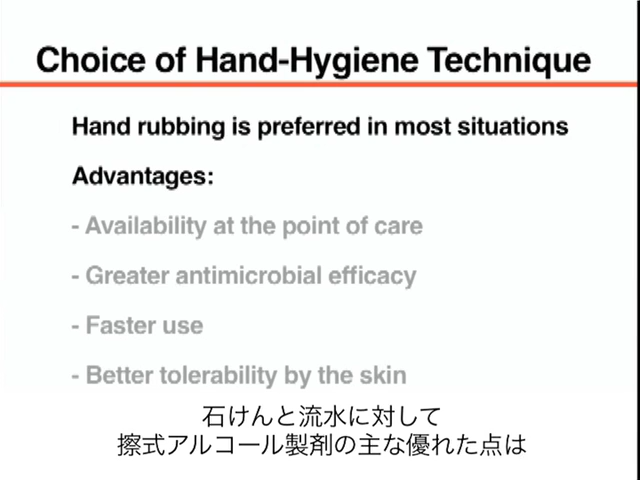 Choice of Hand-Hygiene Technique
Hand rubbing is preferred in most situations
Advantages:
- Availability at the point of care
- Greater antimicrobial efficacy
- Faster use
- Better tolerability by the skin
石けんと流水に対して
擦式アルコール製剤の主な優れた点は